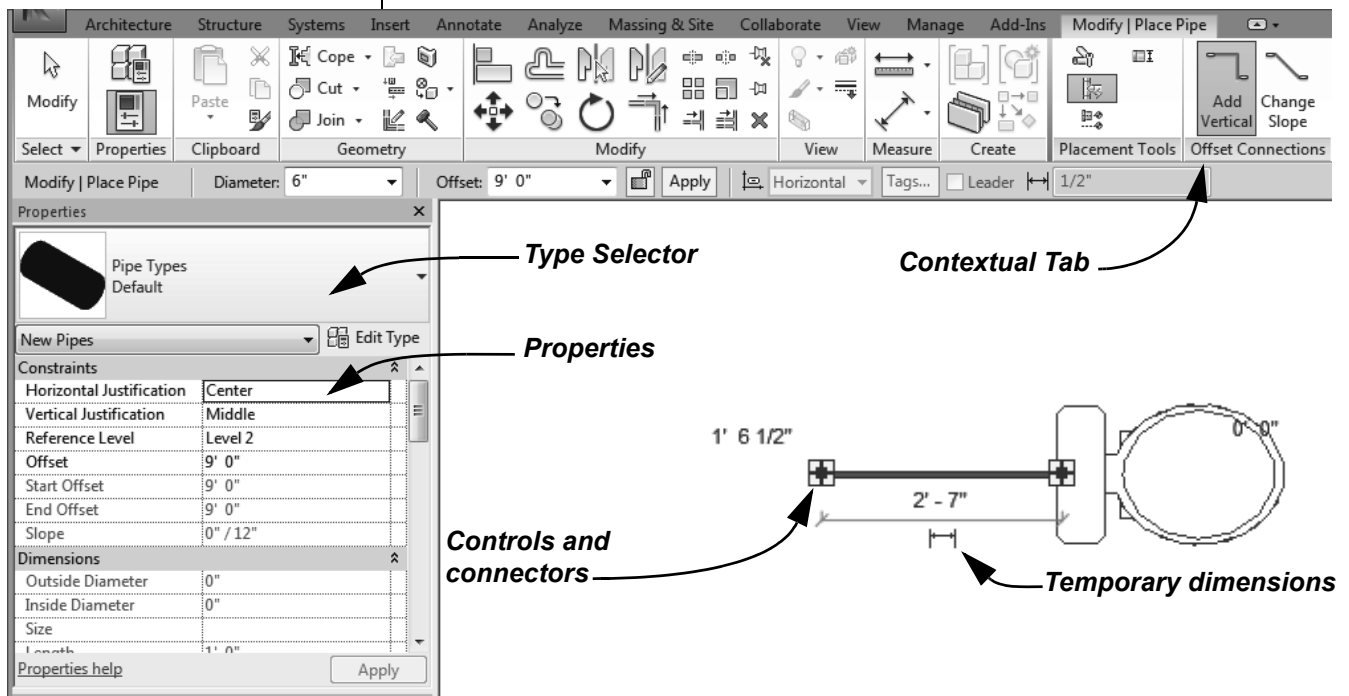 Architecture Structure Systems Insert Annotate Analyze Massing & Site Collaborate View Manage Add-Ins Modify | Place Pipe
Modify
Paste
Cope
Cut
Join
Add Vertical
Change Slope
Select Properties Clipboard Geometry Modify View Measure Create Placement Tools Offset Connections
Modify | Place Pipe Diameter: 6" Offset: 9' 0" Apply Horizontal Tags... Leader 1/2"
Properties
Pipe Types
Default
Type Selector
Contextual Tab
New Pipes Edit Type
Properties
Constraints
Horizontal Justification Center
Vertical Justification Middle
Reference Level Level 2
Offset 9' 0"
Start Offset 9' 0"
End Offset 9' 0"
Slope 0" / 12"
Dimensions
Outside Diameter 0"
Inside Diameter 0"
Size
Length 1' 0"
Properties help Apply
1' 6 1/2"
0' 0"
2' - 7"
Controls and
connectors
Temporary dimensions